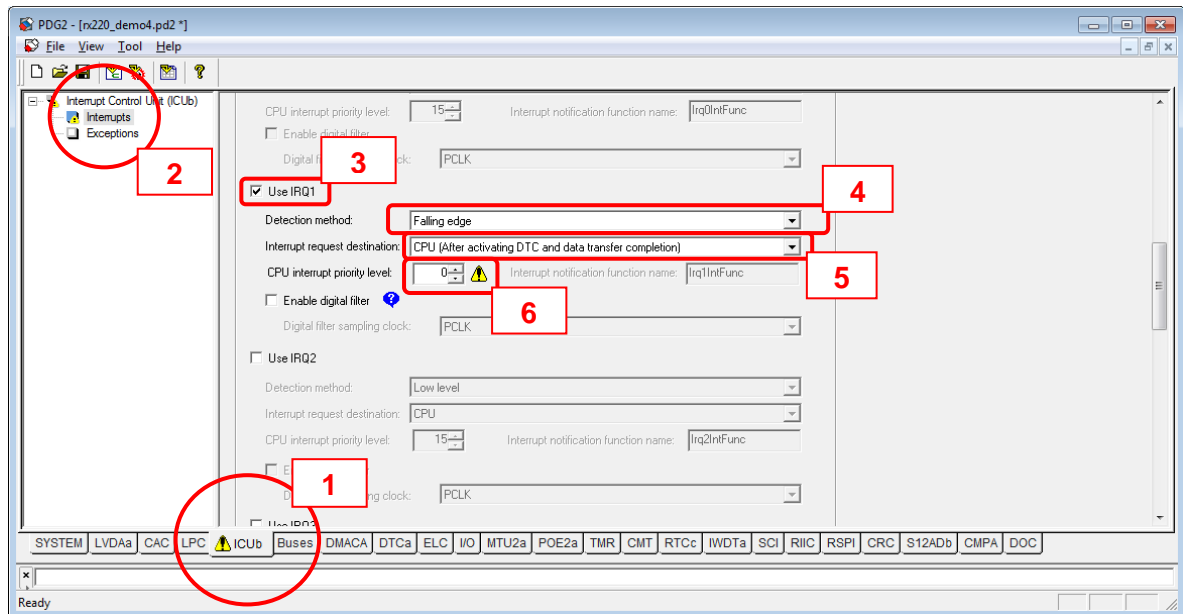 PDG2 - [rx220_demo4.pd2 *]
File View Tool Help
Interrupt Control Unit (ICUb)
Interrupts
Exceptions
2
CPU interrupt priority level: 15 Interrupt notification function name: Irq0IntFunc
Enable digital filter
Digital PCLK
3
Use IRQ1
4
Detection method: Falling edge
Interrupt request destination: CPU (After activating DTC and data transfer completion)
5
CPU interrupt priority level: 0 Interrupt notification function name: Irq1IntFunc
6
Enable digital filter
Digital filter sampling clock: PCLK
Use IRQ2
Detection method: Low level
Interrupt request destination: CPU
CPU interrupt priority level: 15 Interrupt notification function name: Irq2IntFunc
1
clock: PCLK
SYSTEM LVDAa CAC LPC ICUb Buses DMACA DTCa ELC I/O MTU2a POE2a TMR CMT RTCc IWDTa SCI RIIC RSPI CRC S12ADb CMPA DOC
Ready